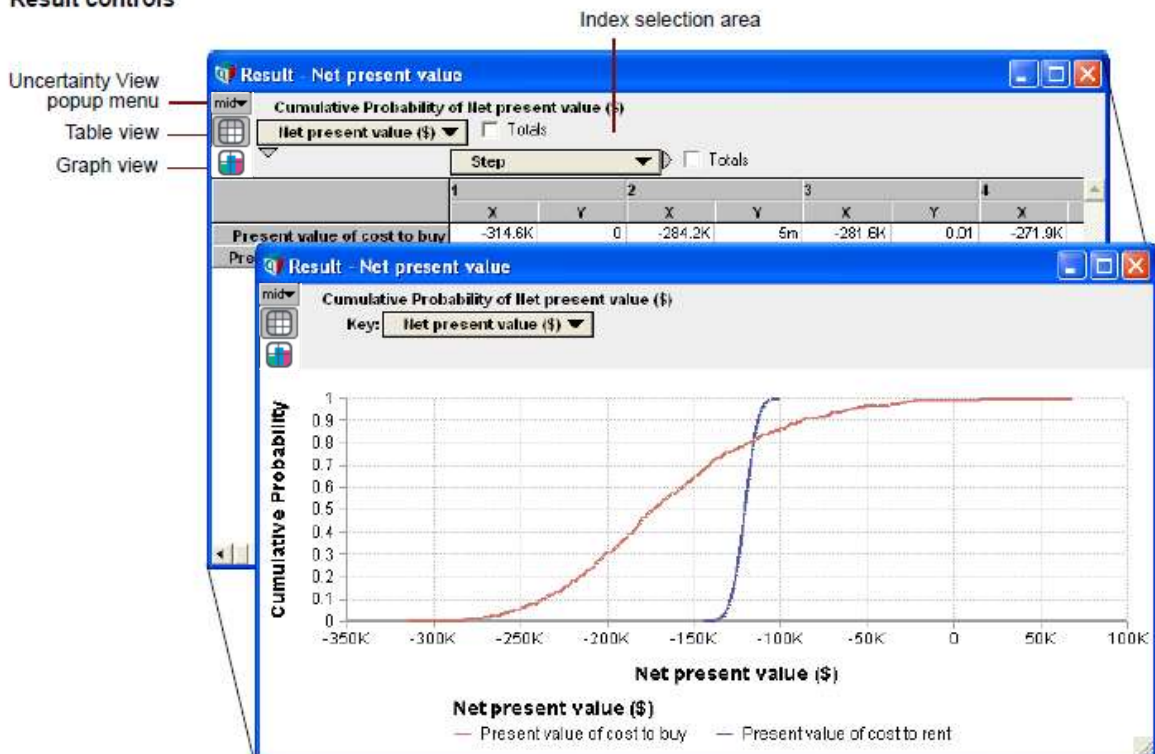 Result controls
Index selection area
Uncertainty View
popup menu
Table view
Graph view
Result - Net present value
mid
Cumulative Probability of Net present value ($)
Net present value ($)
Totals
Step
Totals
1 2 3 4
X Y X Y X Y X
Present value of cost to buy -314.6K 0 -284.2K 5m -281.6K 0.01 -271.9K
Pre
Result - Net present value
mid
Cumulative Probability of Net present value ($)
Key: Net present value ($)
Cumulative Probability
1
0.9
0.8
0.7
0.6
0.5
0.4
0.3
0.2
0.1
0
-350K -300K -250K -200K -150K -100K -50K 0 50K 100K
Net present value ($)
Net present value ($)
Present value of cost to buy Present value of cost to rent